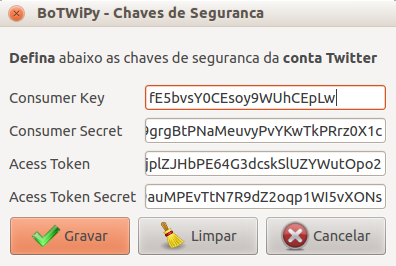 BoTWiPy - Chaves de Seguranca
Defina abaixo as chaves de seguranca da conta Twitter
Consumer Key fE5bvsY0CEsoy9WUhCEpLw
Consumer Secret 9grgBtPNaMeuvyPvYKwTkPRrz0X1c
Acess Token jplZJHbPE64G3dcskSlUZYWutOpo2
Acess Token Secret auMPEvTtN7R9dZ2oqp1WI5vXONs
Gravar Limpar Cancelar